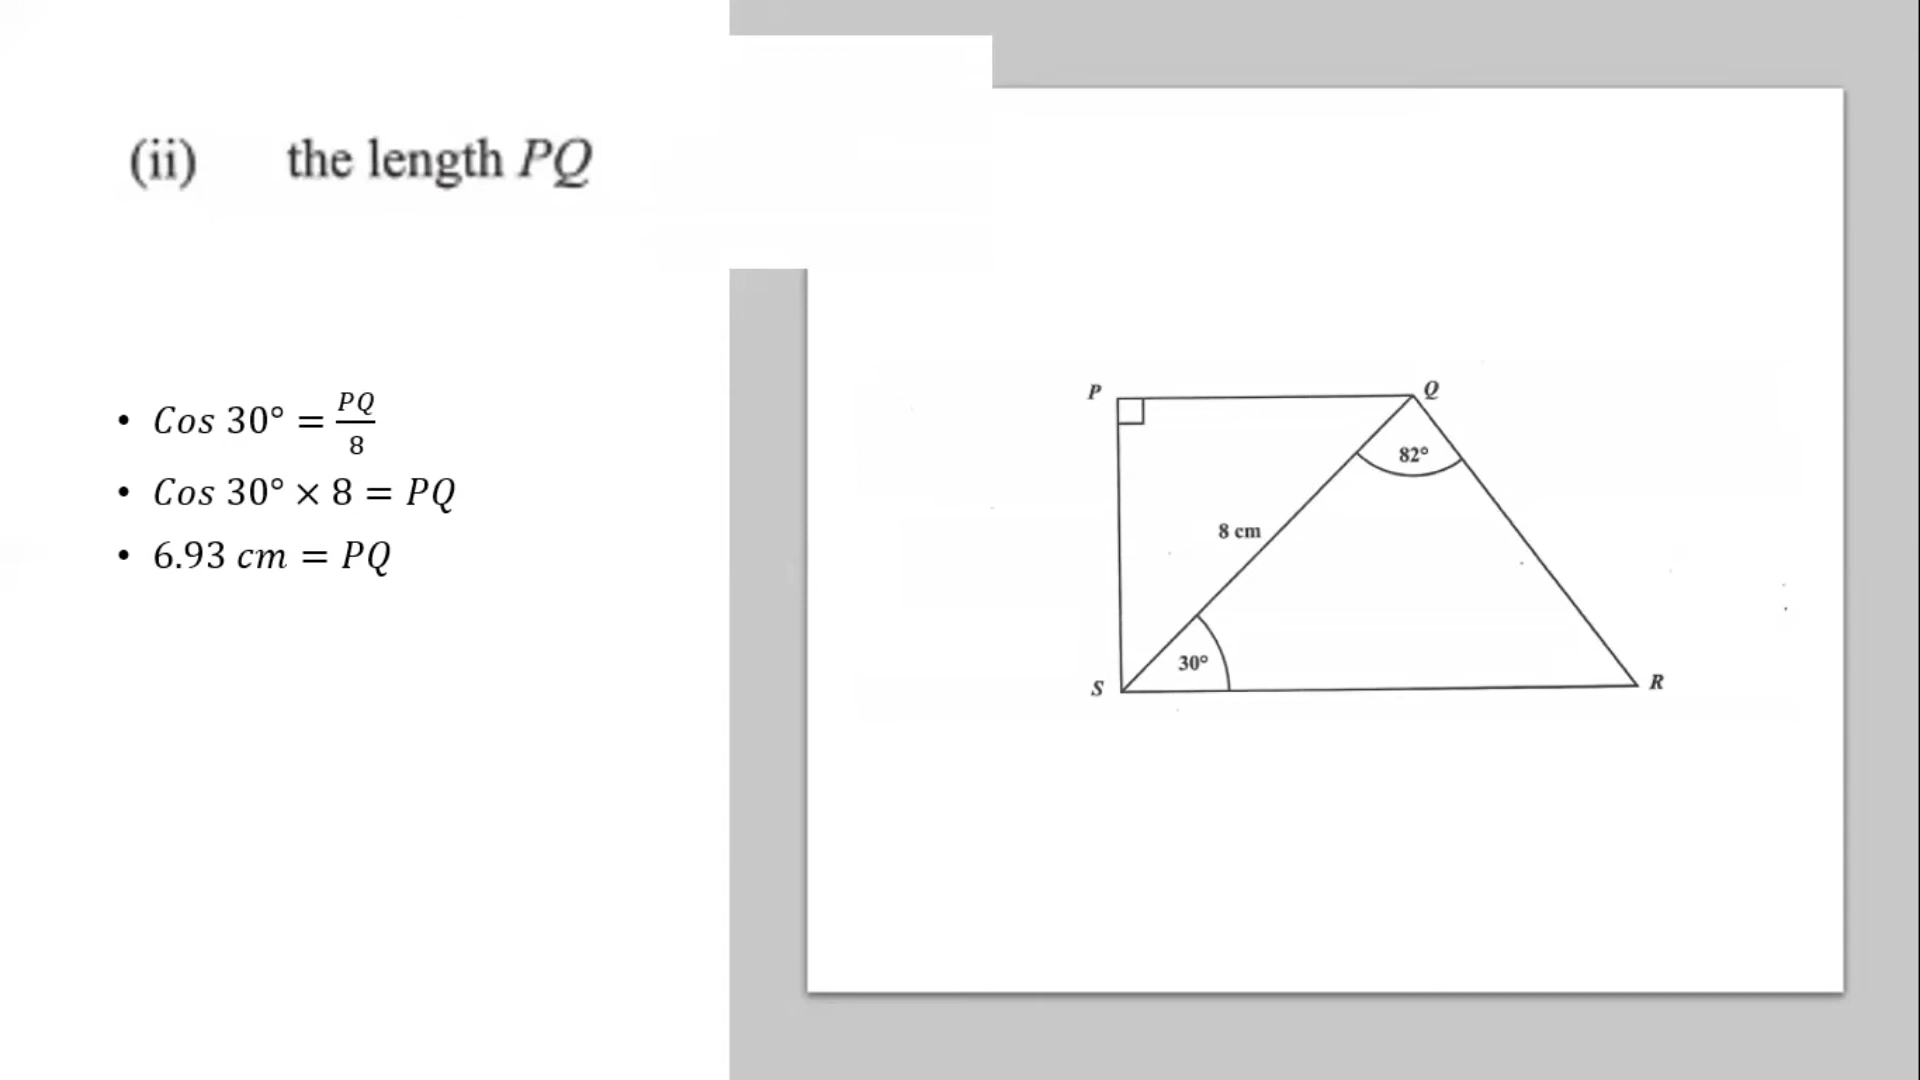 (ii) the length PQ
• Cos 30° = PQ/8
• Cos 30° × 8 = PQ
• 6.93 cm = PQ
P
Q
82°
8 cm
30°
S
R